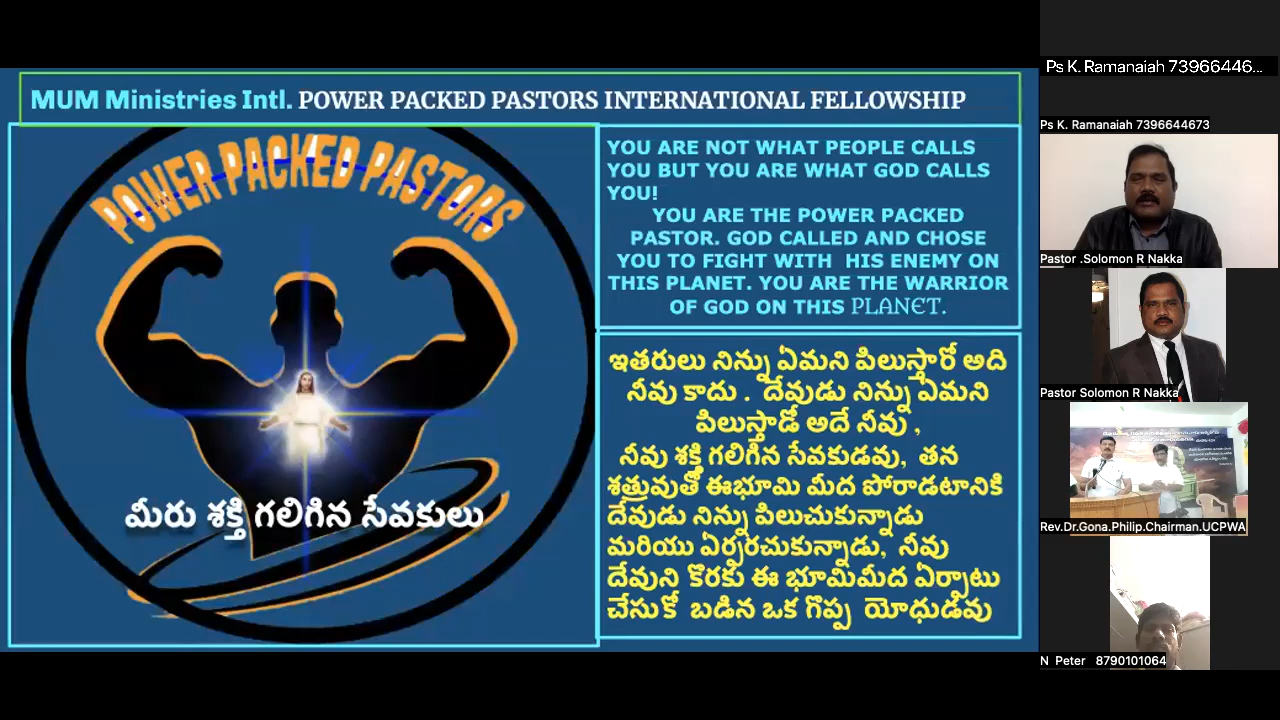 MUM Ministries Intl. POWER PACKED PASTORS INTERNATIONAL FELLOWSHIP
POWER PACKED PASTORS
మీరు శక్తి గలిగిన సేవకులు
YOU ARE NOT WHAT PEOPLE CALLS
YOU BUT YOU ARE WHAT GOD CALLS
YOU!
YOU ARE THE POWER PACKED
PASTOR. GOD CALLED AND CHOSE
YOU TO FIGHT WITH HIS ENEMY ON
THIS PLANET. YOU ARE THE WARRIOR
OF GOD ON THIS PLANET.
ఇతరులు నిన్ను ఏమని పిలుస్తారో అది
నీవు కాదు . దేవుడు నిన్ను ఏమని
పిలుస్తాడో అదే నీవు ,
నీవు శక్తి గలిగిన సేవకుడవు, తన
శత్రువుతో ఈభూమి మీద పోరాడటానికి
దేవుడు నిన్ను పిలుచుకున్నాడు
మరియు ఏర్పరచుకున్నాడు, నీవు
దేవుని కొరకు ఈ భూమిమీద ఏర్పాటు
చేసుకో బడిన ఒక గొప్ప యోధుడవు
Ps K. Ramanaiah 73966446...
Ps K. Ramanaiah 7396644673
Pastor .Solomon R Nakka
Pastor Solomon R Nakka
Rev.Dr.Gona.Philip.Chairman.UCPWA
N Peter 8790101064